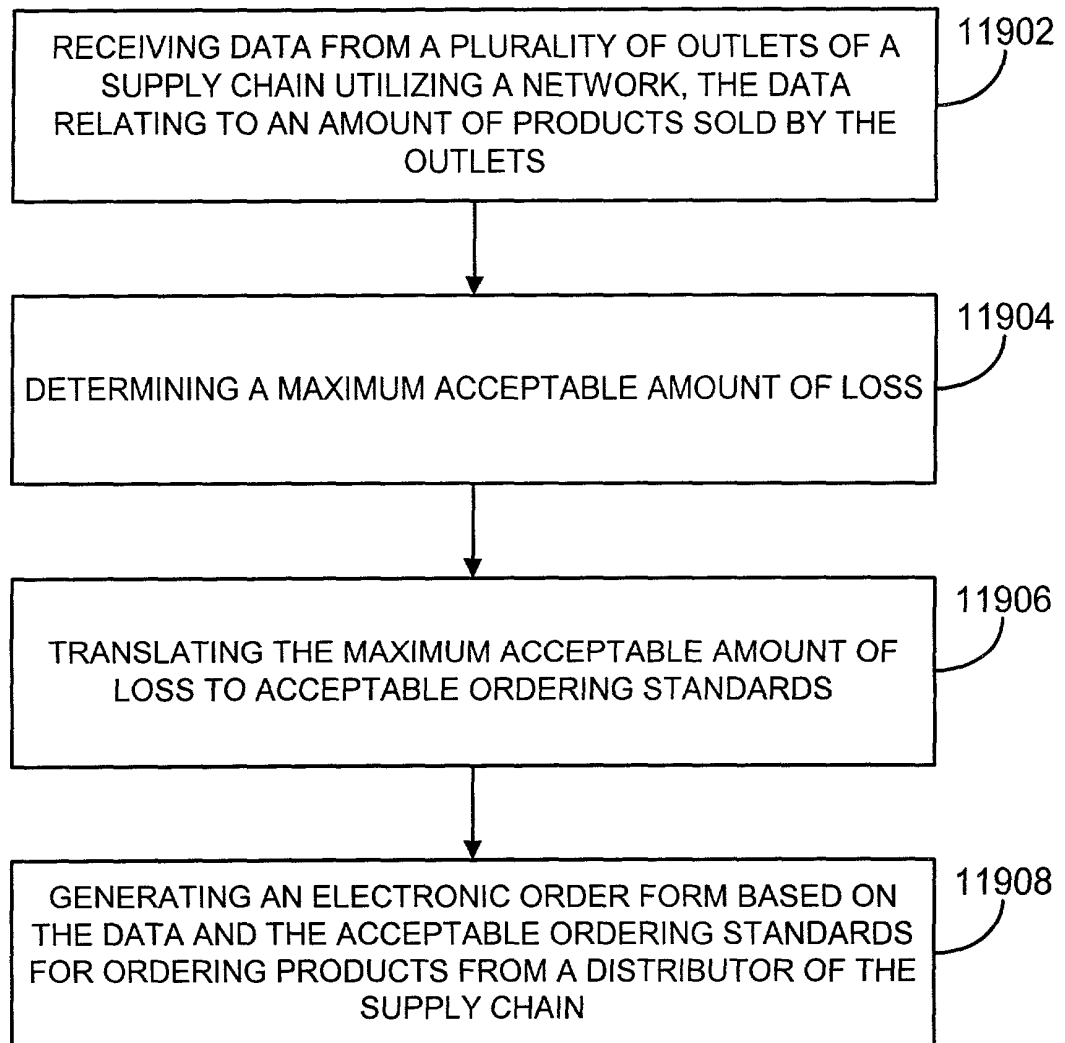 RECEIVING DATA FROM A PLURALITY OF OUTLETS OF A
SUPPLY CHAIN UTILIZING A NETWORK, THE DATA
RELATING TO AN AMOUNT OF PRODUCTS SOLD BY THE
OUTLETS
11902
DETERMINING A MAXIMUM ACCEPTABLE AMOUNT OF LOSS
11904
TRANSLATING THE MAXIMUM ACCEPTABLE AMOUNT OF
LOSS TO ACCEPTABLE ORDERING STANDARDS
11906
GENERATING AN ELECTRONIC ORDER FORM BASED ON
THE DATA AND THE ACCEPTABLE ORDERING STANDARDS
FOR ORDERING PRODUCTS FROM A DISTRIBUTOR OF THE
SUPPLY CHAIN
11908